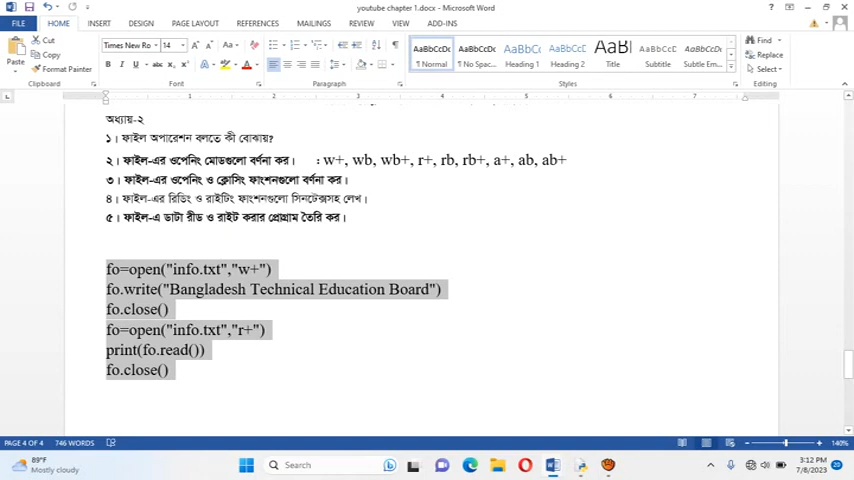 youtube chapter 1.docx - Microsoft Word
FILE HOME INSERT DESIGN PAGE LAYOUT REFERENCES MAILINGS REVIEW VIEW ADD-INS
Paste
Cut
Copy
Format Painter
Clipboard
Times New Ro 14
Font
Paragraph
AaBbCcDc AaBbCcDc AaBbCc AaBbCcC AaB AaBbCcC AaBbCcDc
¶ Normal ¶ No Spac... Heading 1 Heading 2 Title Subtitle Subtle Em...
Styles
Find
Replace
Select
Editing
অধ্যায়-২
১। ফাইল অপারেশন বলতে কী বোঝায়?
২। ফাইল-এর ওপেনিং মোডগুলো বর্ণনা কর। : w+, wb, wb+, r+, rb, rb+, a+, ab, ab+
৩। ফাইল-এর ওপেনিং ও ক্লোসিং ফাংশনগুলো বর্ণনা কর।
৪। ফাইল-এর রিডিং ও রাইটিং ফাংশনগুলো সিনটেক্সসহ লেখ।
৫। ফাইল-এ ডাটা রীড ও রাইট করার প্রোগ্রাম তৈরি কর।
fo=open("info.txt","w+")
fo.write("Bangladesh Technical Education Board")
fo.close()
fo=open("info.txt","r+")
print(fo.read())
fo.close()
PAGE 4 OF 4 746 WORDS 140%
89°F
Mostly cloudy
Search
3:12 PM
7/8/2023